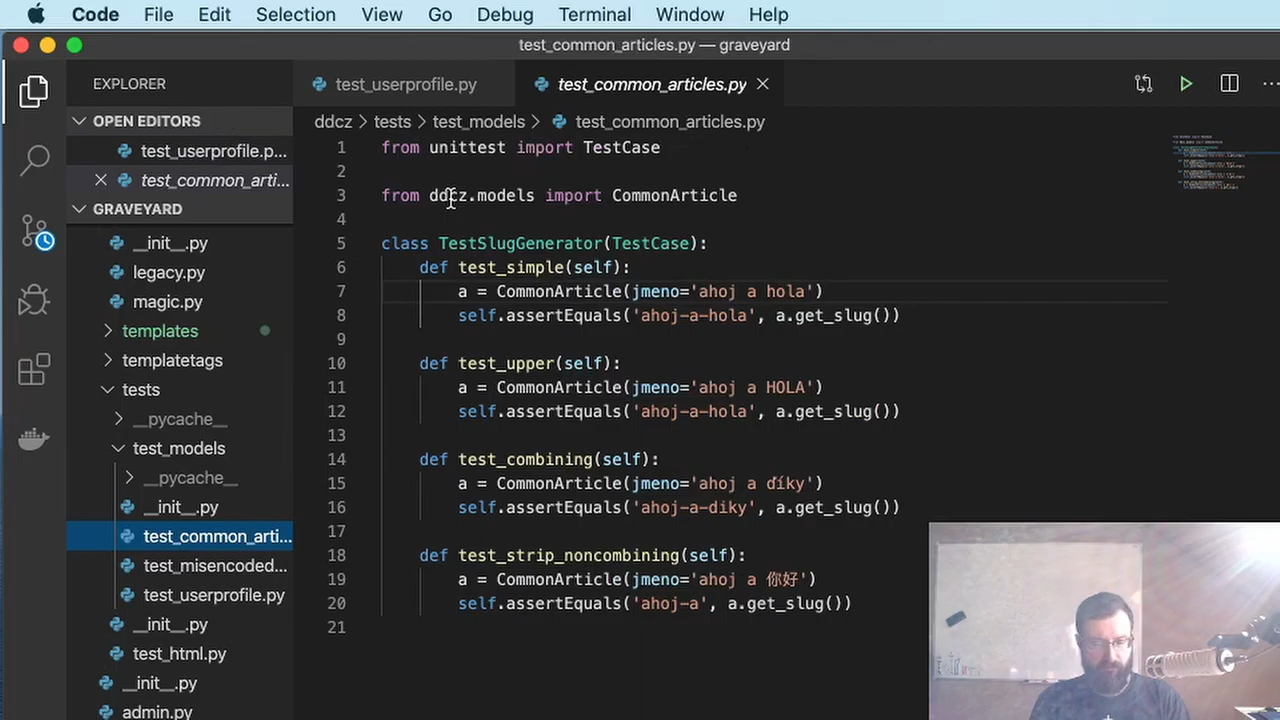 Code File Edit Selection View Go Debug Terminal Window Help
test_common_articles.py — graveyard
EXPLORER
test_userprofile.py
test_common_articles.py
OPEN EDITORS
test_userprofile.p...
test_common_arti...
GRAVEYARD
__init__.py
legacy.py
magic.py
templates
templatetags
tests
__pycache__
test_models
__pycache__
__init__.py
test_common_arti...
test_misencoded...
test_userprofile.py
__init__.py
test_html.py
__init__.py
admin.py
ddcz > tests > test_models > test_common_articles.py
1 from unittest import TestCase
2
3 from ddcz.models import CommonArticle
4
5 class TestSlugGenerator(TestCase):
6 def test_simple(self):
7 a = CommonArticle(jmeno='ahoj a hola')
8 self.assertEquals('ahoj-a-hola', a.get_slug())
9
10 def test_upper(self):
11 a = CommonArticle(jmeno='ahoj a HOLA')
12 self.assertEquals('ahoj-a-hola', a.get_slug())
13
14 def test_combining(self):
15 a = CommonArticle(jmeno='ahoj a ďíky')
16 self.assertEquals('ahoj-a-diky', a.get_slug())
17
18 def test_strip_noncombining(self):
19 a = CommonArticle(jmeno='ahoj a 你好')
20 self.assertEquals('ahoj-a', a.get_slug())
21